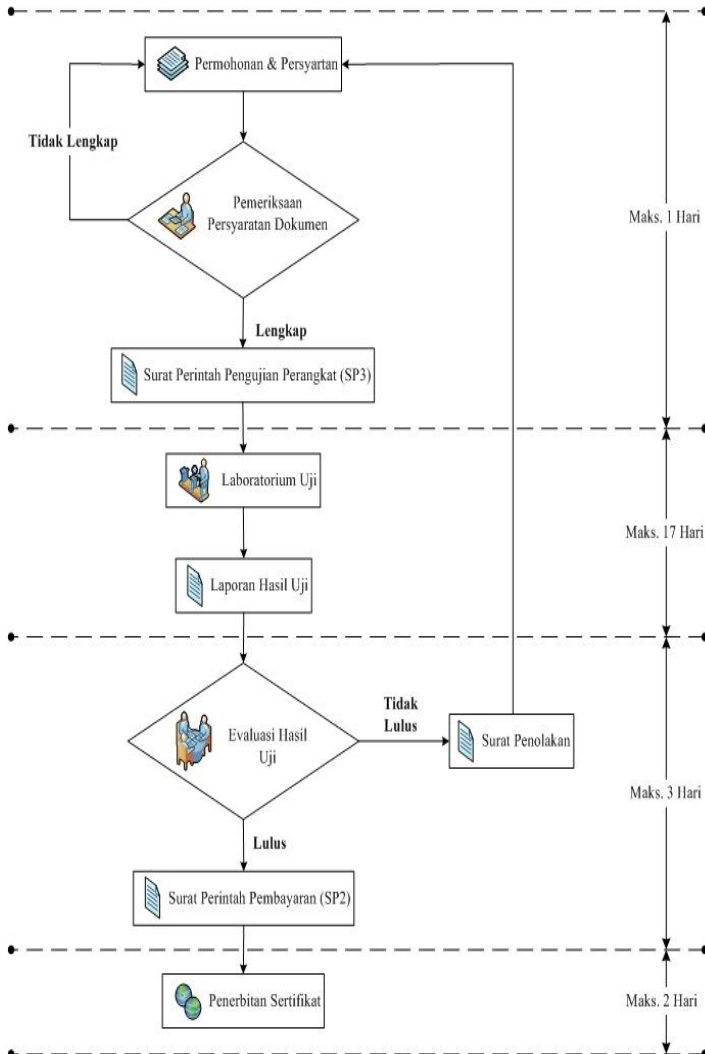 Permohonan & Persyartan
Tidak Lengkap
Pemeriksaan
Persyaratan Dokumen
Maks. 1 Hari
Lengkap
Surat Perintah Pengujian Perangkat (SP3)
Laboratorium Uji
Maks. 17 Hari
Laporan Hasil Uji
Tidak
Lulus
Evaluasi Hasil
Uji
Surat Penolakan
Maks. 3 Hari
Lulus
Surat Perintah Pembayaran (SP2)
Penerbitan Sertifikat
Maks. 2 Hari